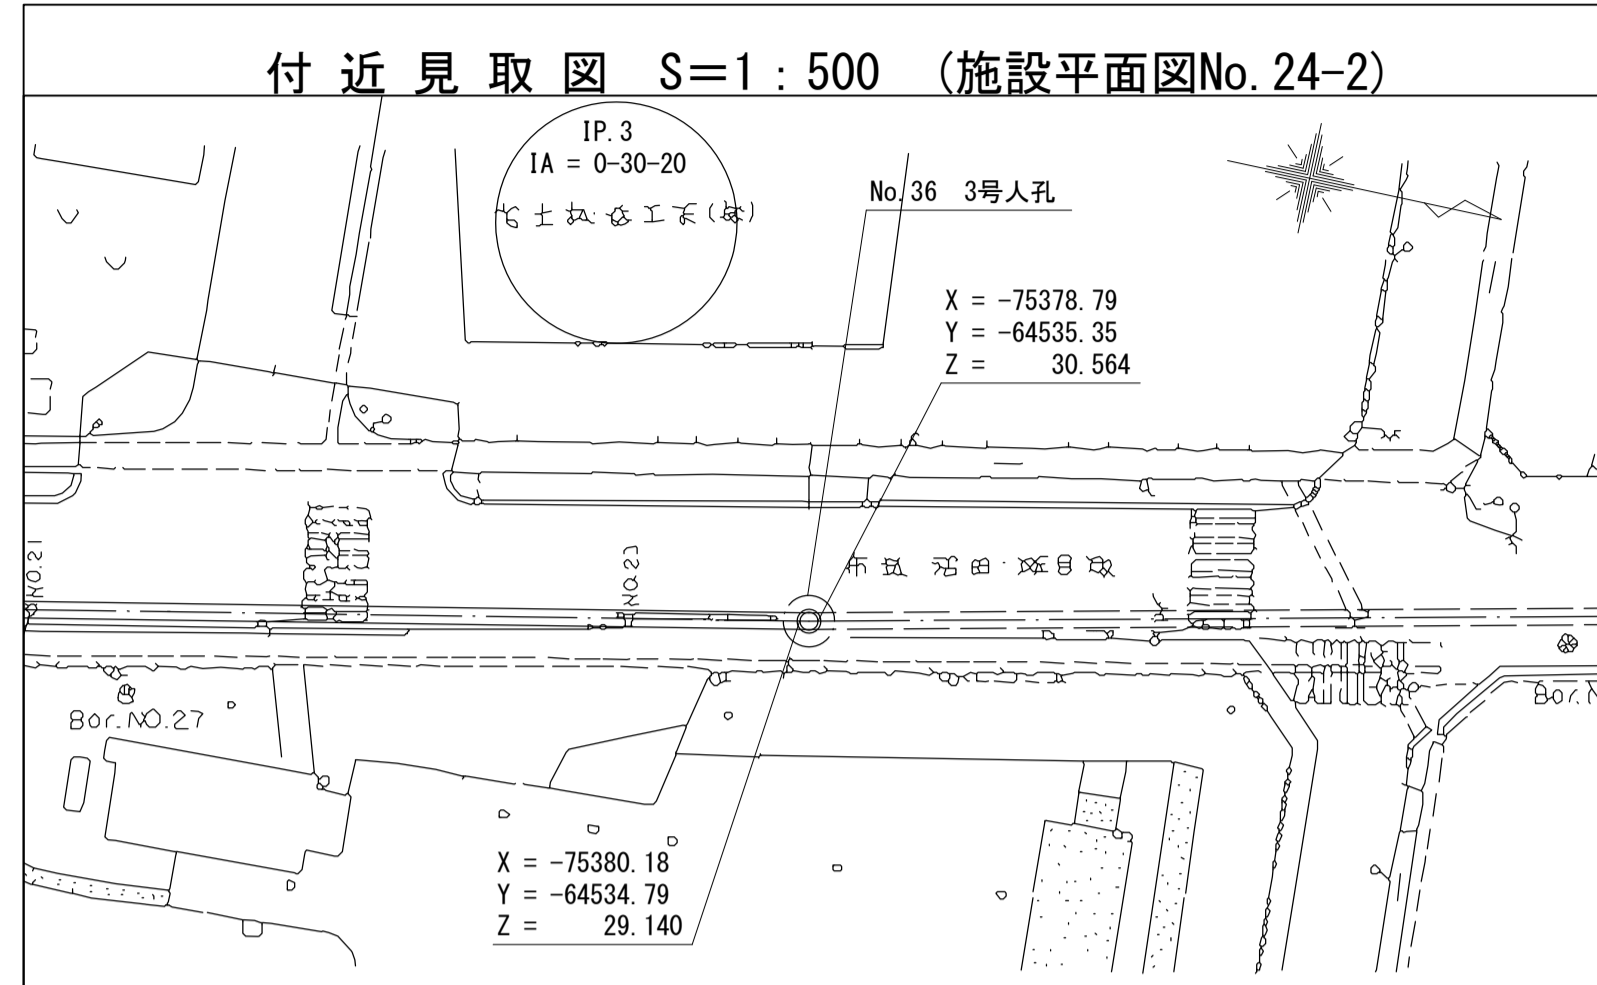 付近見取図 S=1:500 (施設平面図No.24-2)
IP.3
IA = 0-30-20
No.36 3号人孔
X = -75378.79
Y = -64535.35
Z = 30.564
NO.21
NO.23
Bor.NO.27
Bor.N
X = -75380.18
Y = -64534.79
Z = 29.140